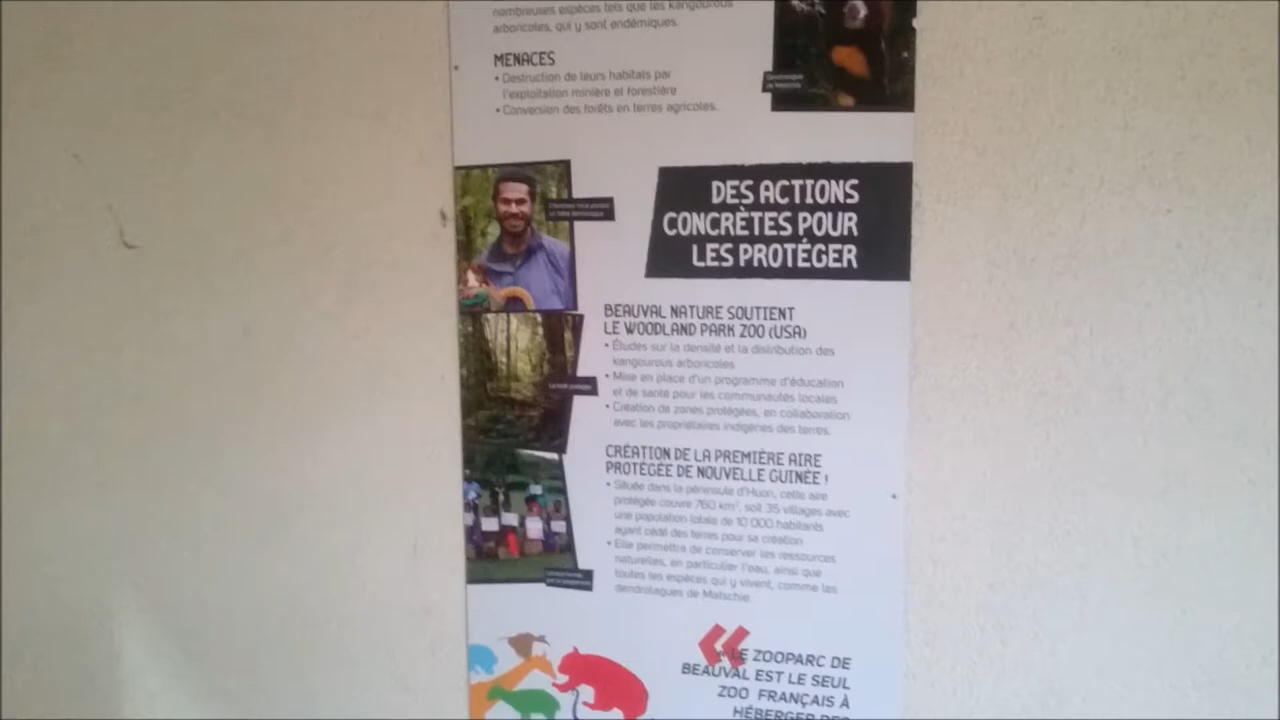 nombreuses espèces tels que les kangourous
arboricoles, qui y sont endémiques.
MENACES
• Destruction de leurs habitats par
l'exploitation minière et forestière
• Conversion des forêts en terres agricoles.
Dendrolague
de Matschie
DES ACTIONS
CONCRÈTES POUR
LES PROTÉGER
BEAUVAL NATURE SOUTIENT
LE WOODLAND PARK ZOO (USA)
• Études sur la densité et la distribution des
kangourous arboricoles
• Mise en place d'un programme d'éducation
et de santé pour les communautés locales
• Création de zones protégées, en collaboration
avec les propriétaires indigènes des terres.
CRÉATION DE LA PREMIÈRE AIRE
PROTÉGÉE DE NOUVELLE GUINÉE !
• Située dans la péninsule d'Huon, cette aire
protégée couvre 760 km², soit 35 villages avec
une population totale de 10 000 habitants
ayant cédé des terres pour sa création
• Elle permettra de conserver les ressources
naturelles, en particulier l'eau, ainsi que
toutes les espèces qui y vivent, comme les
dendrolagues de Matschie.
« LE ZOOPARC DE
BEAUVAL EST LE SEUL
ZOO FRANÇAIS À
HÉBERGER DES